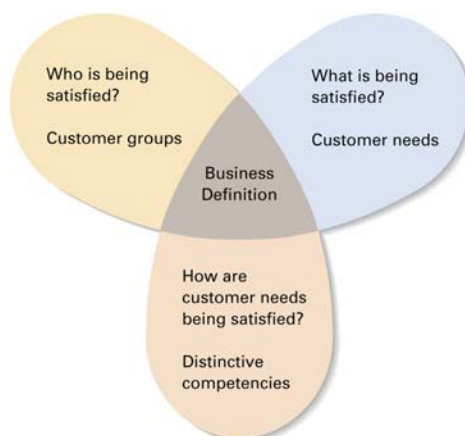 Who is being
satisfied?
Customer groups
What is being
satisfied?
Customer needs
Business
Definition
How are
customer needs
being satisfied?
Distinctive
competencies